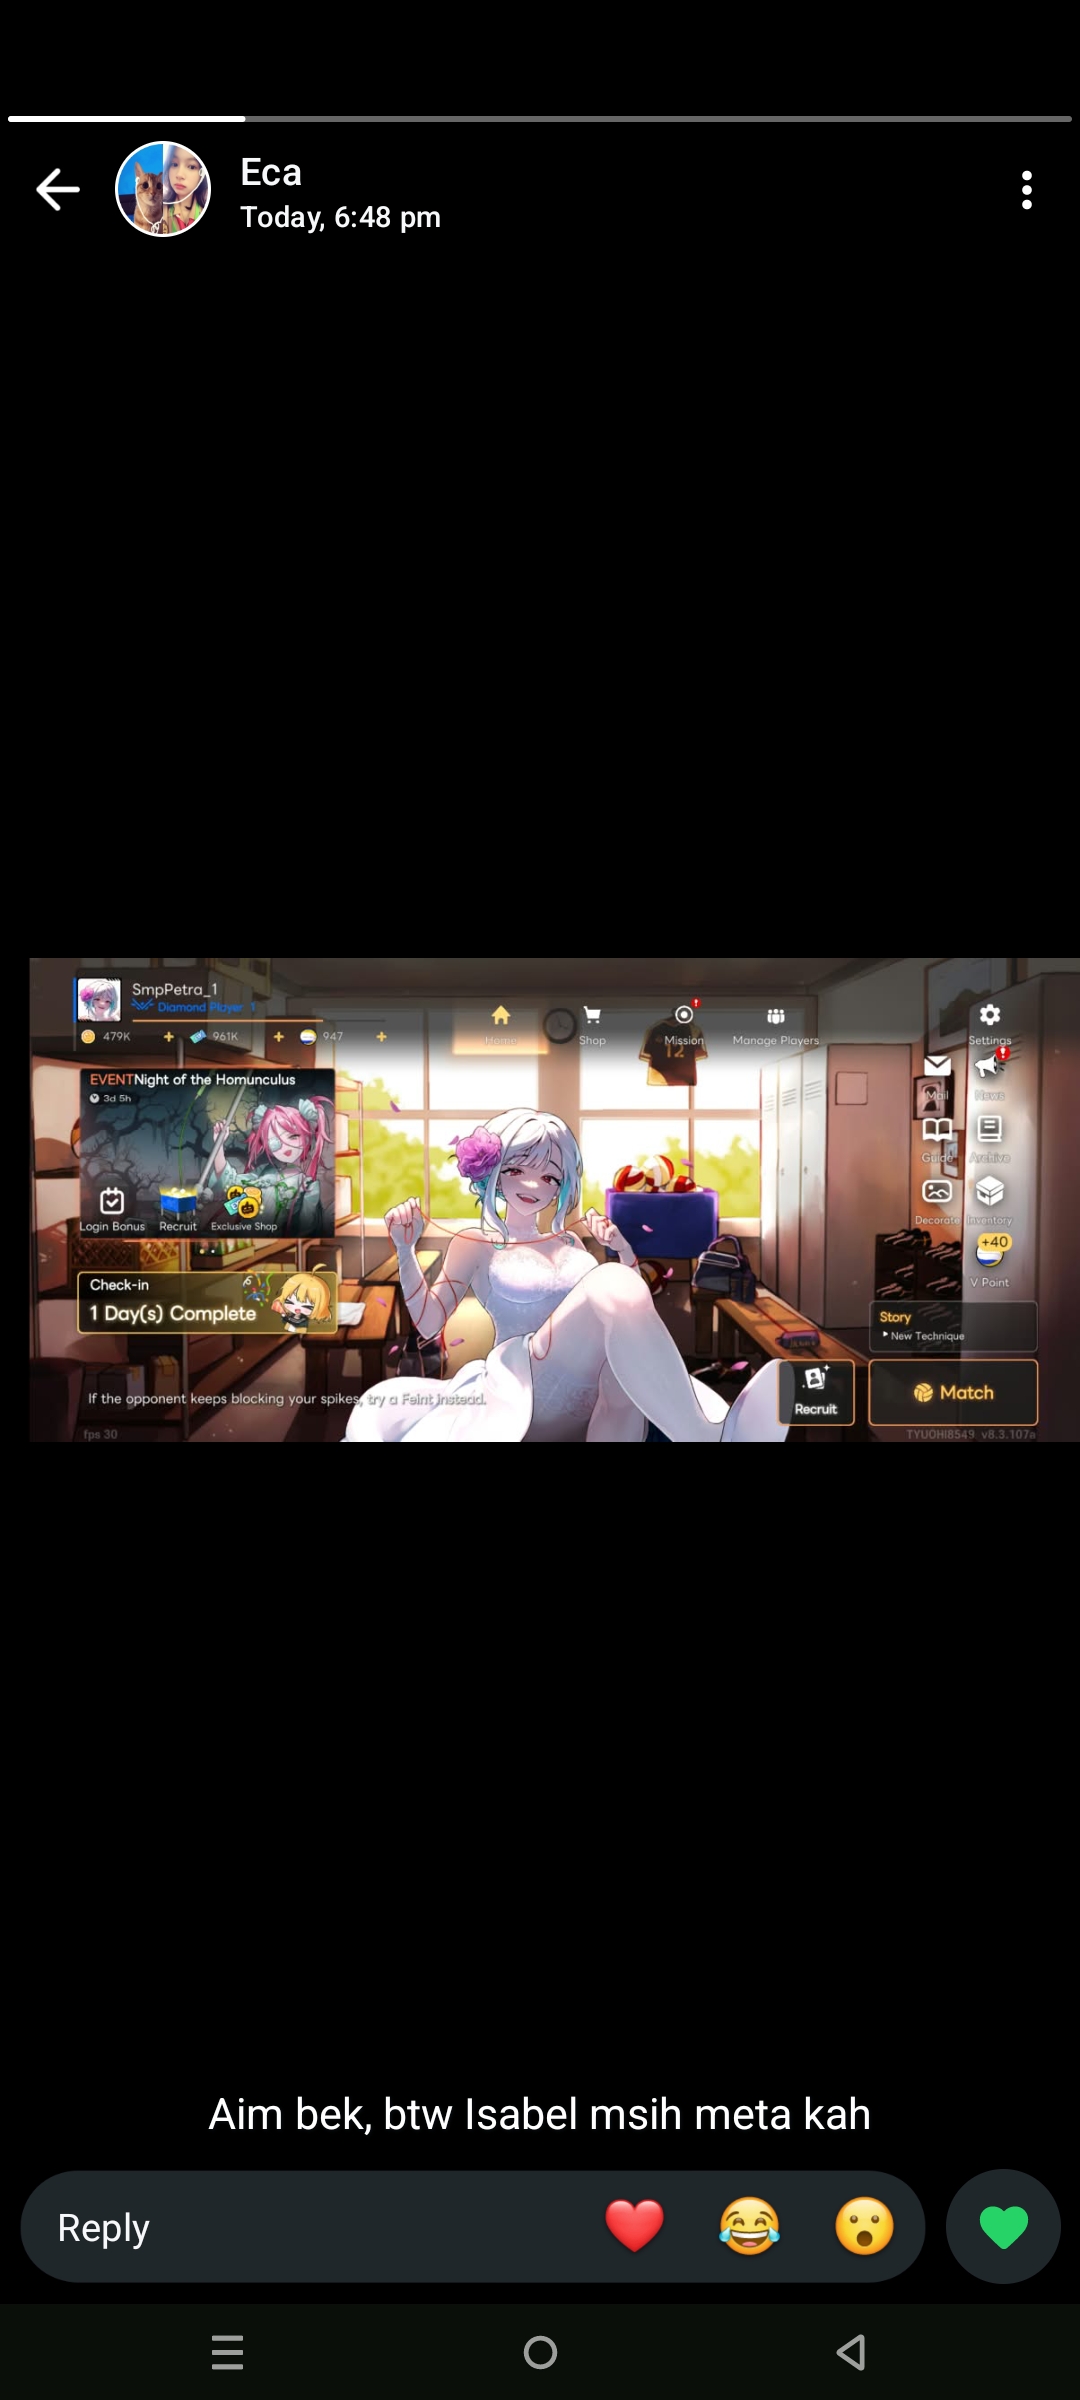 Eca
Today, 6:48 pm
SmpPetra_1
Diamond Player 1
479K
961K
947
Home
Shop
Mission
Manage Players
Settings
12
EVENTNight of the Homunculus
3d 5h
Mail
News
Guide
Archive
Login Bonus
Recruit
Exclusive Shop
Decorate
Inventory
+40
V Point
Check-in
1 Day(s) Complete
Story
New Technique
If the opponent keeps blocking your spikes, try a Feint instead.
Recruit
Match
fps 30
TYUOHI8549 v8.3.107a
Aim bek, btw Isabel msih meta kah
Reply